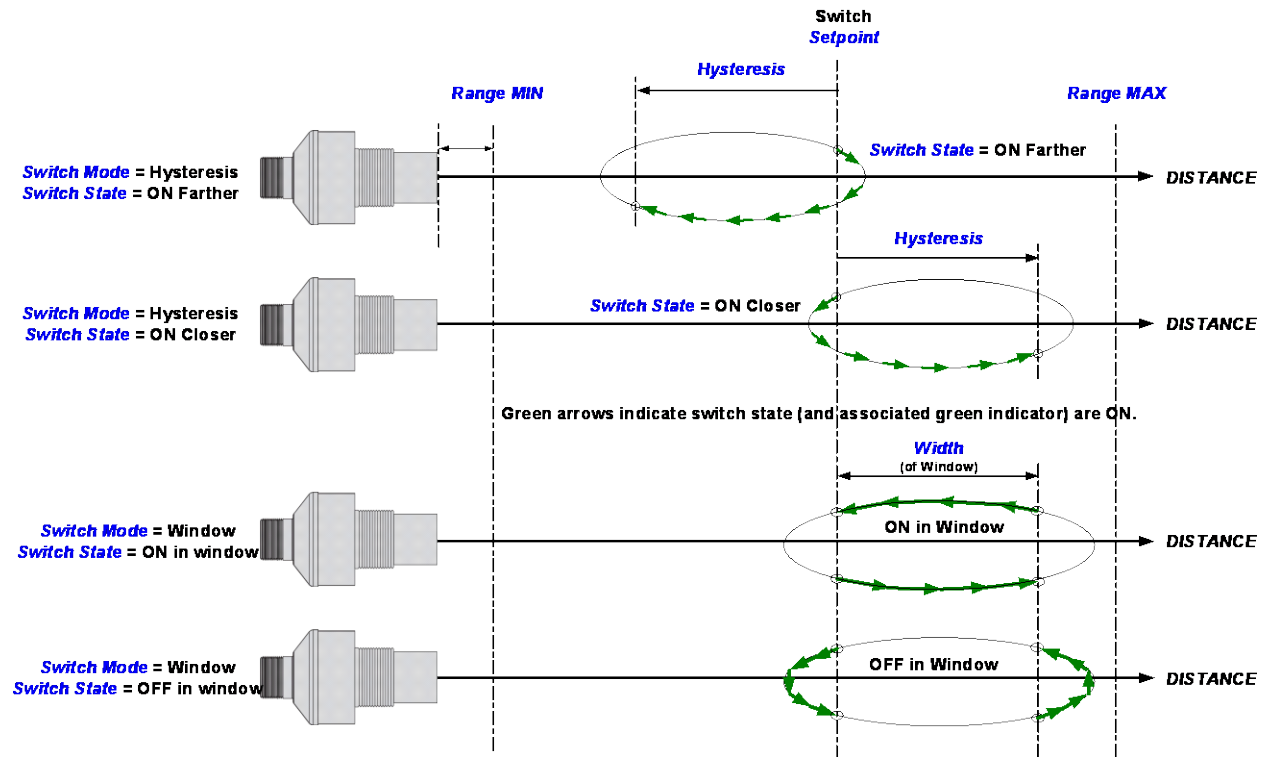 Switch
Setpoint
Hysteresis
Range MIN
Range MAX
Switch State = ON Farther
Switch Mode = Hysteresis
Switch State = ON Farther
DISTANCE
Hysteresis
Switch State = ON Closer
Switch Mode = Hysteresis
Switch State = ON Closer
DISTANCE
Green arrows indicate switch state (and associated green indicator) are ON.
Width
(of Window)
ON in Window
Switch Mode = Window
Switch State = ON in window
DISTANCE
OFF in Window
Switch Mode = Window
Switch State = OFF in window
DISTANCE